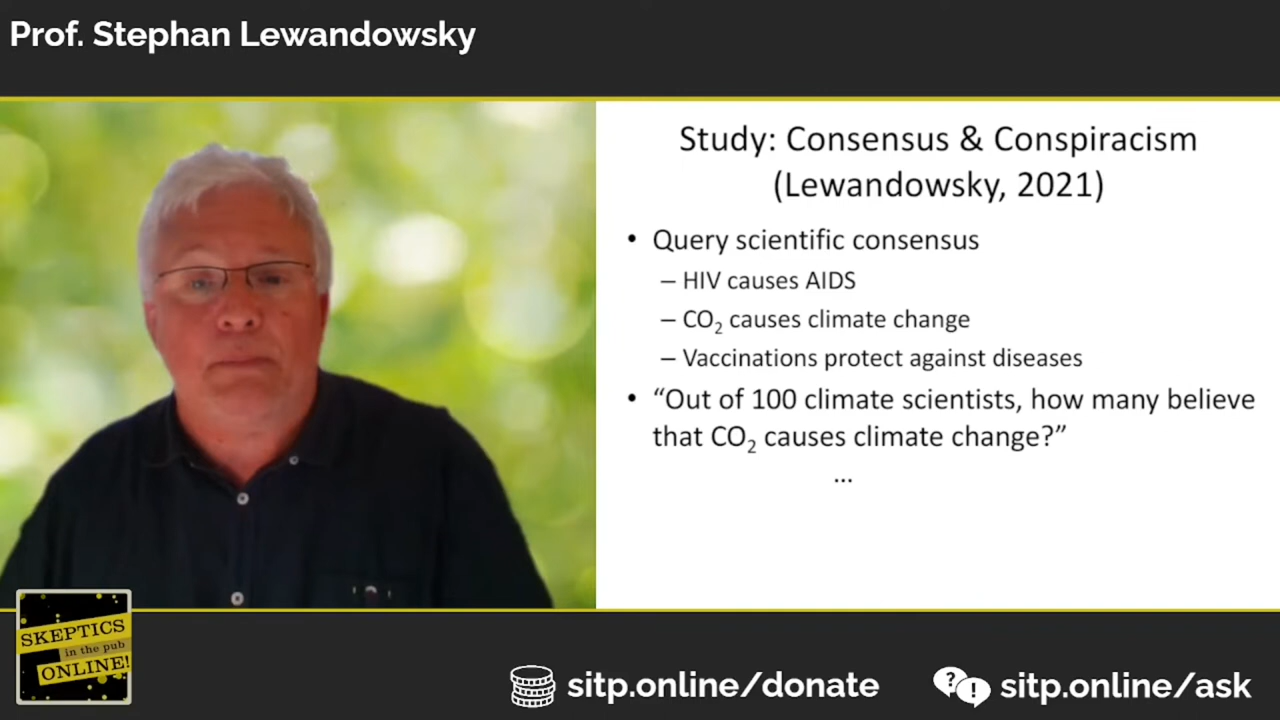 Prof. Stephan Lewandowsky
Study: Consensus & Conspiracism
(Lewandowsky, 2021)
• Query scientific consensus
– HIV causes AIDS
– CO₂ causes climate change
– Vaccinations protect against diseases
• “Out of 100 climate scientists, how many believe
that CO₂ causes climate change?”
...
SKEPTICS
in the pub
ONLINE!
sitp.online/donate
sitp.online/ask